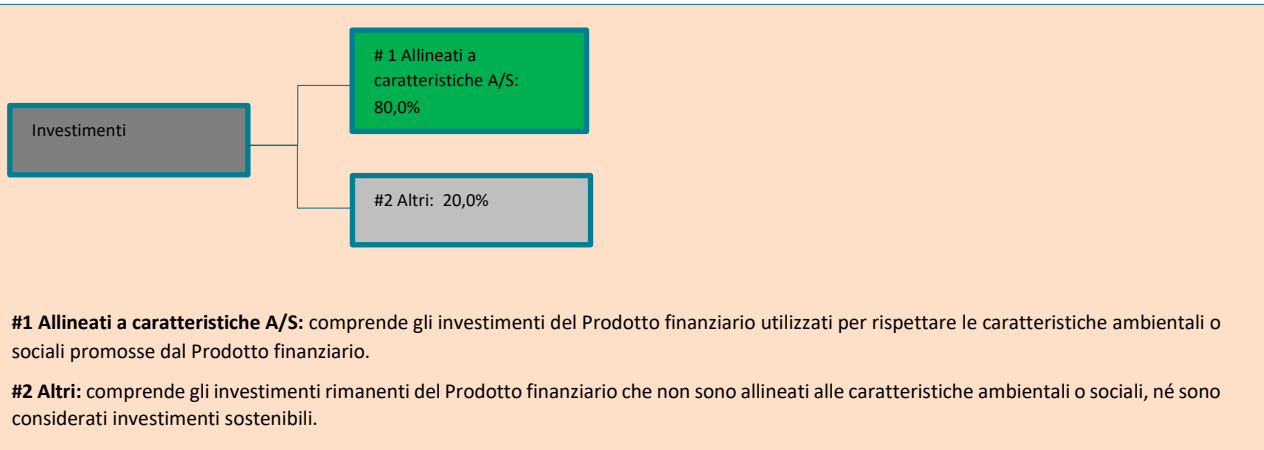 # 1 Allineati a
caratteristiche A/S:
80,0%
Investimenti
#2 Altri: 20,0%
#1 Allineati a caratteristiche A/S: comprende gli investimenti del Prodotto finanziario utilizzati per rispettare le caratteristiche ambientali o
sociali promosse dal Prodotto finanziario.
#2 Altri: comprende gli investimenti rimanenti del Prodotto finanziario che non sono allineati alle caratteristiche ambientali o sociali, né sono
considerati investimenti sostenibili.